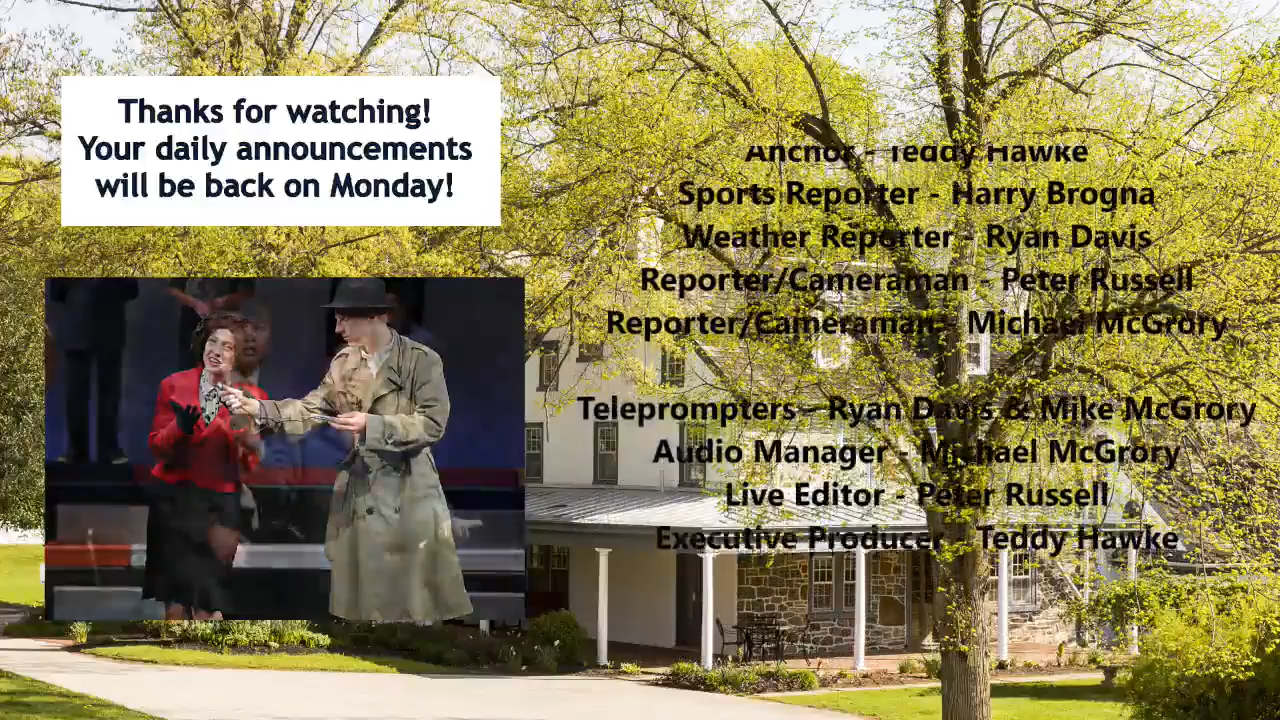 Thanks for watching!
Your daily announcements
will be back on Monday!
Anchor - Teddy Hawke
Sports Reporter - Harry Brogna
Weather Reporter - Ryan Davis
Reporter/Cameraman - Peter Russell
Reporter/Cameraman - Michael McGrory
Teleprompters - Ryan Davis & Mike McGrory
Audio Manager - Michael McGrory
Live Editor - Peter Russell
Executive Producer - Teddy Hawke